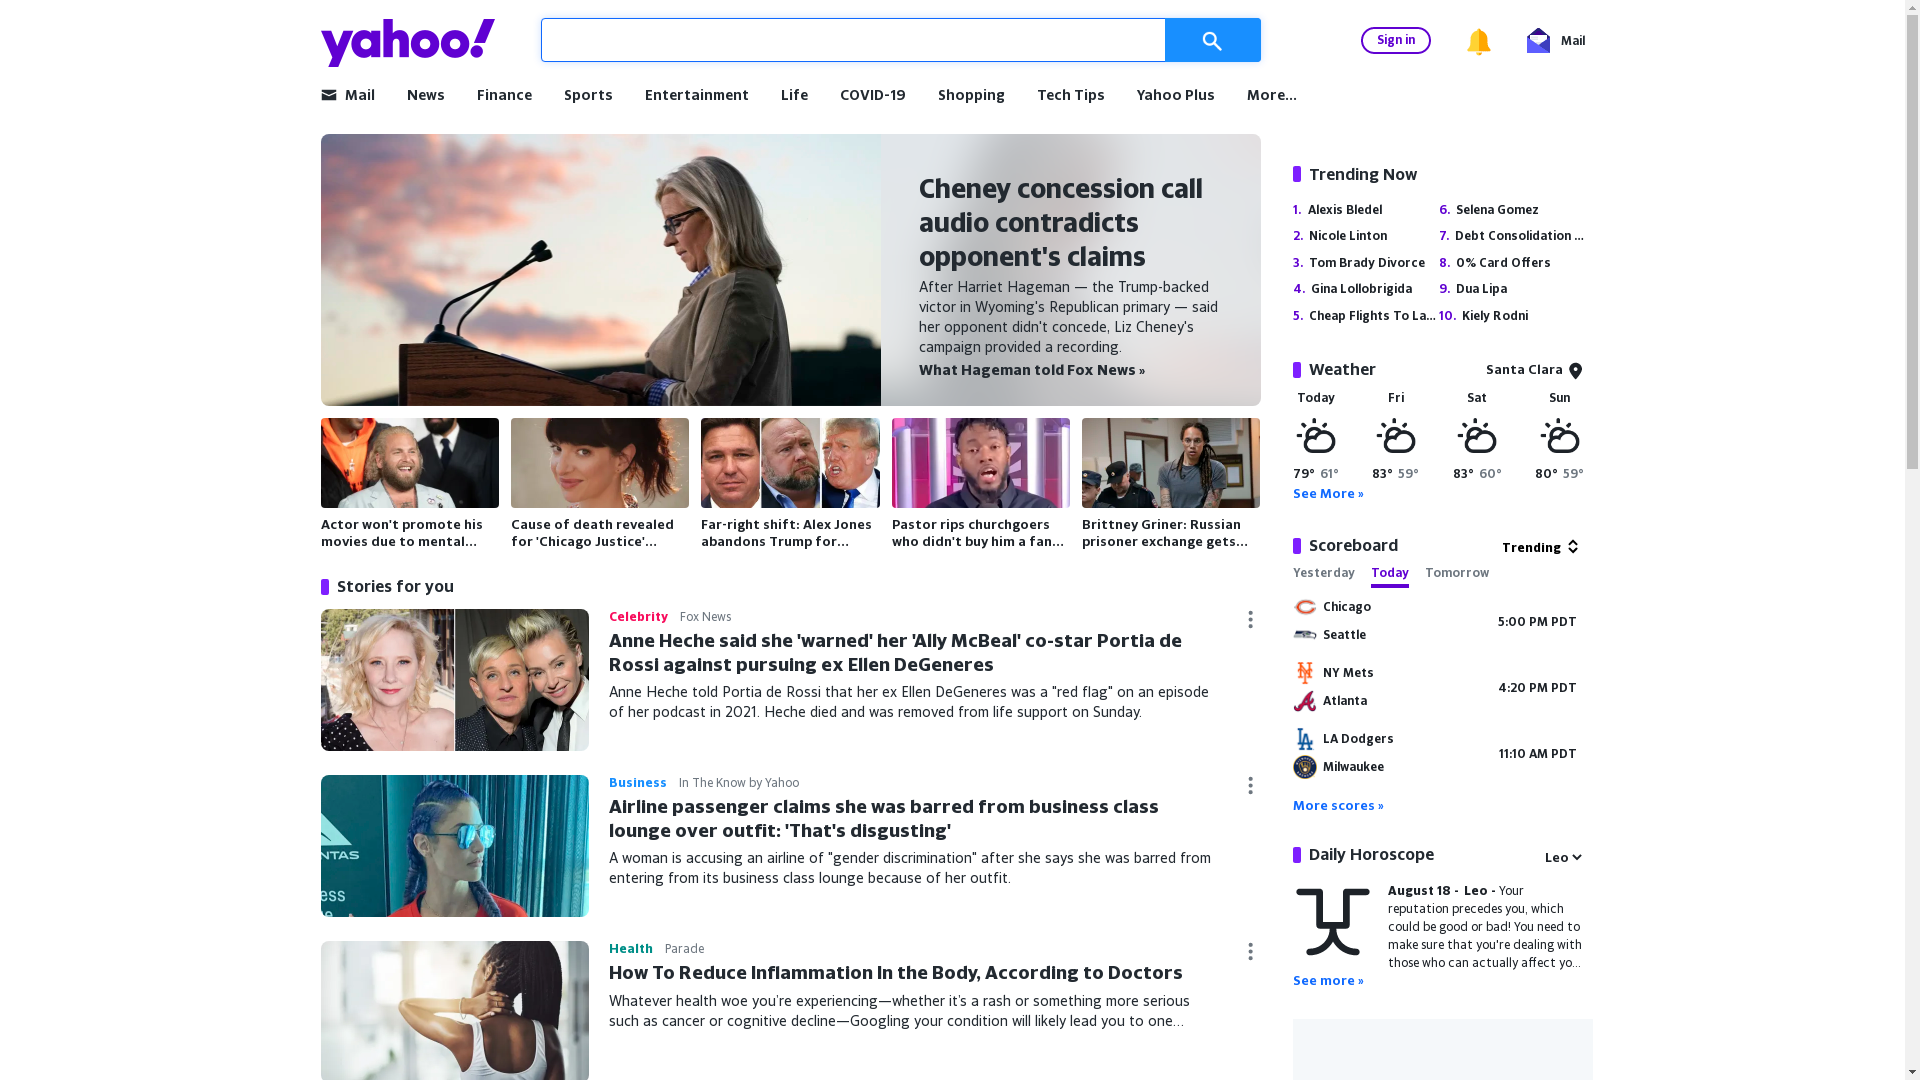 yahoo!
Sign in
Mail
Mail
News
Finance
Sports
Entertainment
Life
COVID-19
Shopping
Tech Tips
Yahoo Plus
More...
Cheney concession call
audio contradicts
opponent's claims
After Harriet Hageman — the Trump-backed
victor in Wyoming's Republican primary — said
her opponent didn't concede, Liz Cheney's
campaign provided a recording.
What Hageman told Fox News »
Actor won't promote his
movies due to mental...
Cause of death revealed
for 'Chicago Justice'...
Far-right shift: Alex Jones
abandons Trump for...
Pastor rips churchgoers
who didn't buy him a fan...
Brittney Griner: Russian
prisoner exchange gets...
Stories for you
Celebrity Fox News
Anne Heche said she 'warned' her 'Ally McBeal' co-star Portia de
Rossi against pursuing ex Ellen DeGeneres
Anne Heche told Portia de Rossi that her ex Ellen DeGeneres was a "red flag" on an episode
of her podcast in 2021. Heche died and was removed from life support on Sunday.
Business In The Know by Yahoo
Airline passenger claims she was barred from business class
lounge over outfit: 'That's disgusting'
A woman is accusing an airline of "gender discrimination" after she says she was barred from
entering from its business class lounge because of her outfit.
Health Parade
How To Reduce Inflammation in the Body, According to Doctors
Whatever health woe you're experiencing—whether it's a rash or something more serious
such as cancer or cognitive decline—Googling your condition will likely lead you to one...
Trending Now
1. Alexis Bledel
2. Nicole Linton
3. Tom Brady Divorce
4. Gina Lollobrigida
5. Cheap Flights To La...
6. Selena Gomez
7. Debt Consolidation ...
8. 0% Card Offers
9. Dua Lipa
10. Kiely Rodni
Weather
Santa Clara
Today Fri Sat Sun
79° 61° 83° 59° 83° 60° 80° 59°
See More »
Scoreboard
Trending
Yesterday Today Tomorrow
Chicago
Seattle
5:00 PM PDT
NY Mets
Atlanta
4:20 PM PDT
LA Dodgers
Milwaukee
11:10 AM PDT
More scores »
Daily Horoscope
Leo
August 18 - Leo - Your
reputation precedes you, which
could be good or bad! You need to
make sure that you're dealing with
those who can actually affect yo...
See more »